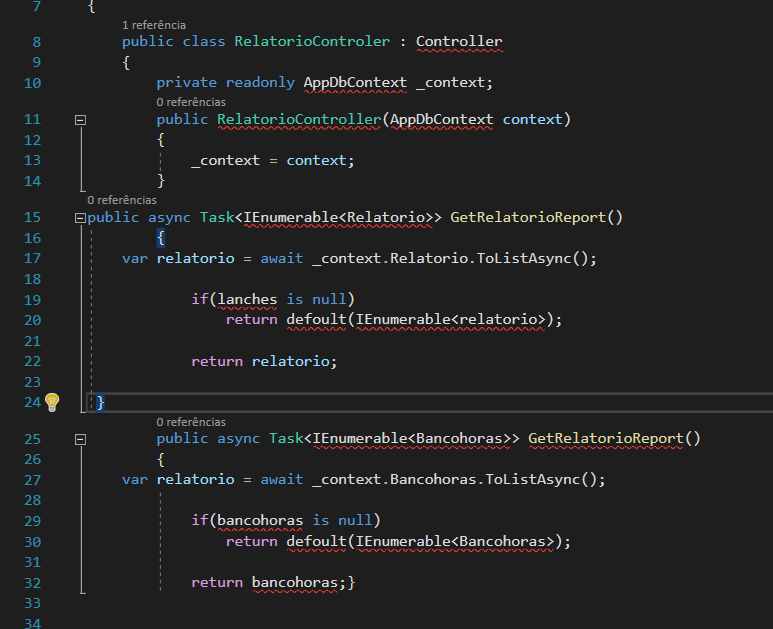 7 {
1 referência
8 public class RelatorioControler : Controller
9 {
10 private readonly AppDbContext _context;
0 referências
11 public RelatorioController(AppDbContext context)
12 {
13 _context = context;
14 }
0 referências
15 public async Task<IEnumerable<Relatorio>> GetRelatorioReport()
16 {
17 var relatorio = await _context.Relatorio.ToListAsync();
18
19 if(lanches is null)
20 return defoult(IEnumerable<relatorio>);
21
22 return relatorio;
23
24 }
0 referências
25 public async Task<IEnumerable<Bancohoras>> GetRelatorioReport()
26 {
27 var relatorio = await _context.Bancohoras.ToListAsync();
28
29 if(bancohoras is null)
30 return defoult(IEnumerable<Bancohoras>);
31
32 return bancohoras;}
33
34